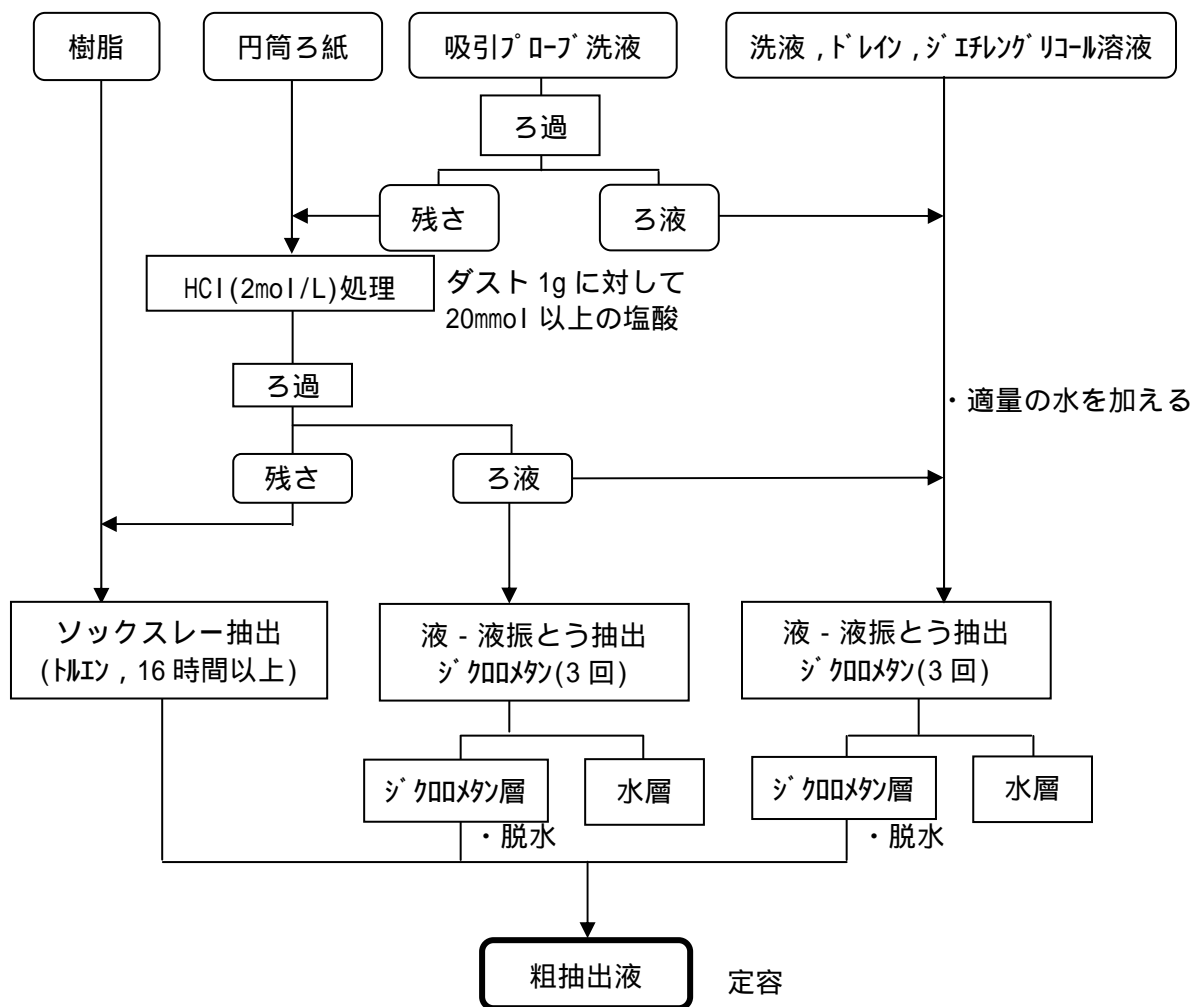 樹脂
円筒ろ紙
吸引ﾌﾟﾛｰﾌﾞ洗液
洗液,ﾄﾞﾚｲﾝ,ｼﾞｴﾁﾚﾝｸﾞﾘｺｰﾙ溶液
ろ過
残さ
ろ液
HCl(2mol/L)処理
ダスト1gに対して
20mmol以上の塩酸
ろ過
・適量の水を加える
残さ
ろ液
ソックスレー抽出
(ﾄﾙｴﾝ,16時間以上)
液-液振とう抽出
ｼﾞｸﾛﾛﾒﾀﾝ(3回)
液-液振とう抽出
ｼﾞｸﾛﾛﾒﾀﾝ(3回)
ｼﾞｸﾛﾛﾒﾀﾝ層
水層
ｼﾞｸﾛﾛﾒﾀﾝ層
水層
・脱水
・脱水
粗抽出液
定容